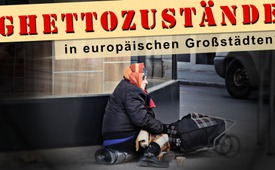 GHETTOZUSTÄNDE
in europäischen Großstädten